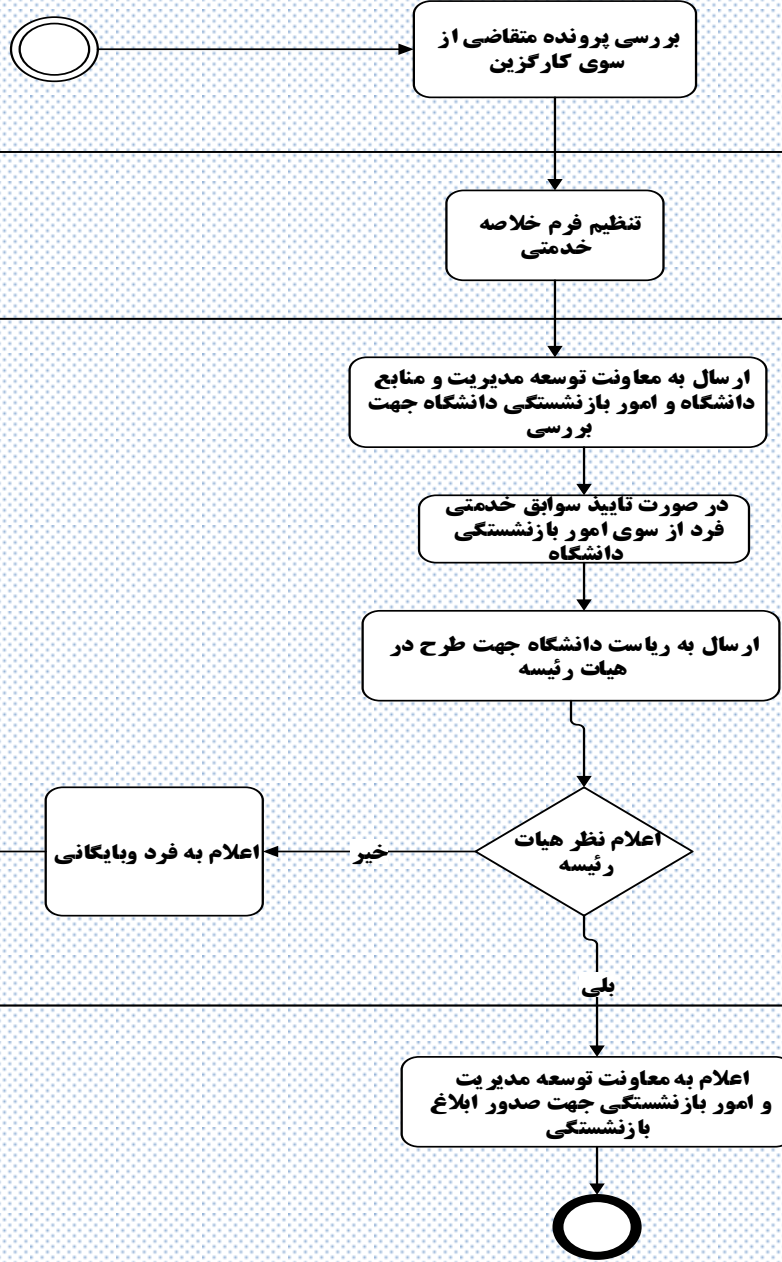 بررسی پرونده متقاضی از
سوی کارگزین
تنظیم فرم خلاصه
خدمتی
ارسال به معاونت توسعه مدیریت و منابع
دانشگاه و امور بازنشستگی دانشگاه جهت
بررسی
در صورت تاییذ سوابق خدمتی
فرد از سوی امور بازنشستگی
دانشگاه
ارسال به ریاست دانشگاه جهت طرح در
هیات رئیسه
اعلام نظر هیات
رئیسه
خیر
اعلام به فرد وبایگانی
بلی
اعلام به معاونت توسعه مدیریت
و امور بازنشستگی جهت صدور ابلاغ
بازنشستگی